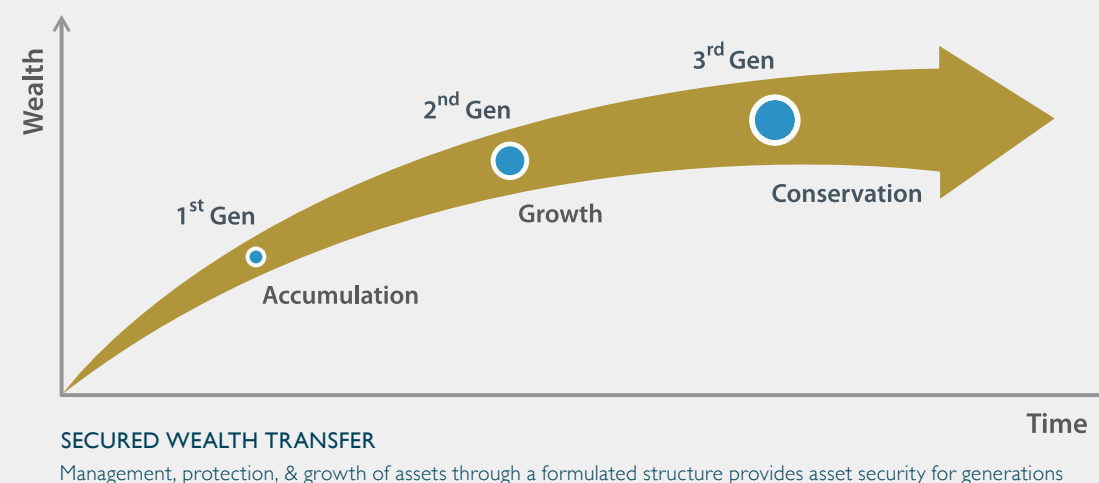 Wealth
3rd Gen
2nd Gen
Conservation
1st Gen
Growth
Accumulation
Time
SECURED WEALTH TRANSFER
Management, protection, & growth of assets through a formulated structure provides asset security for generations